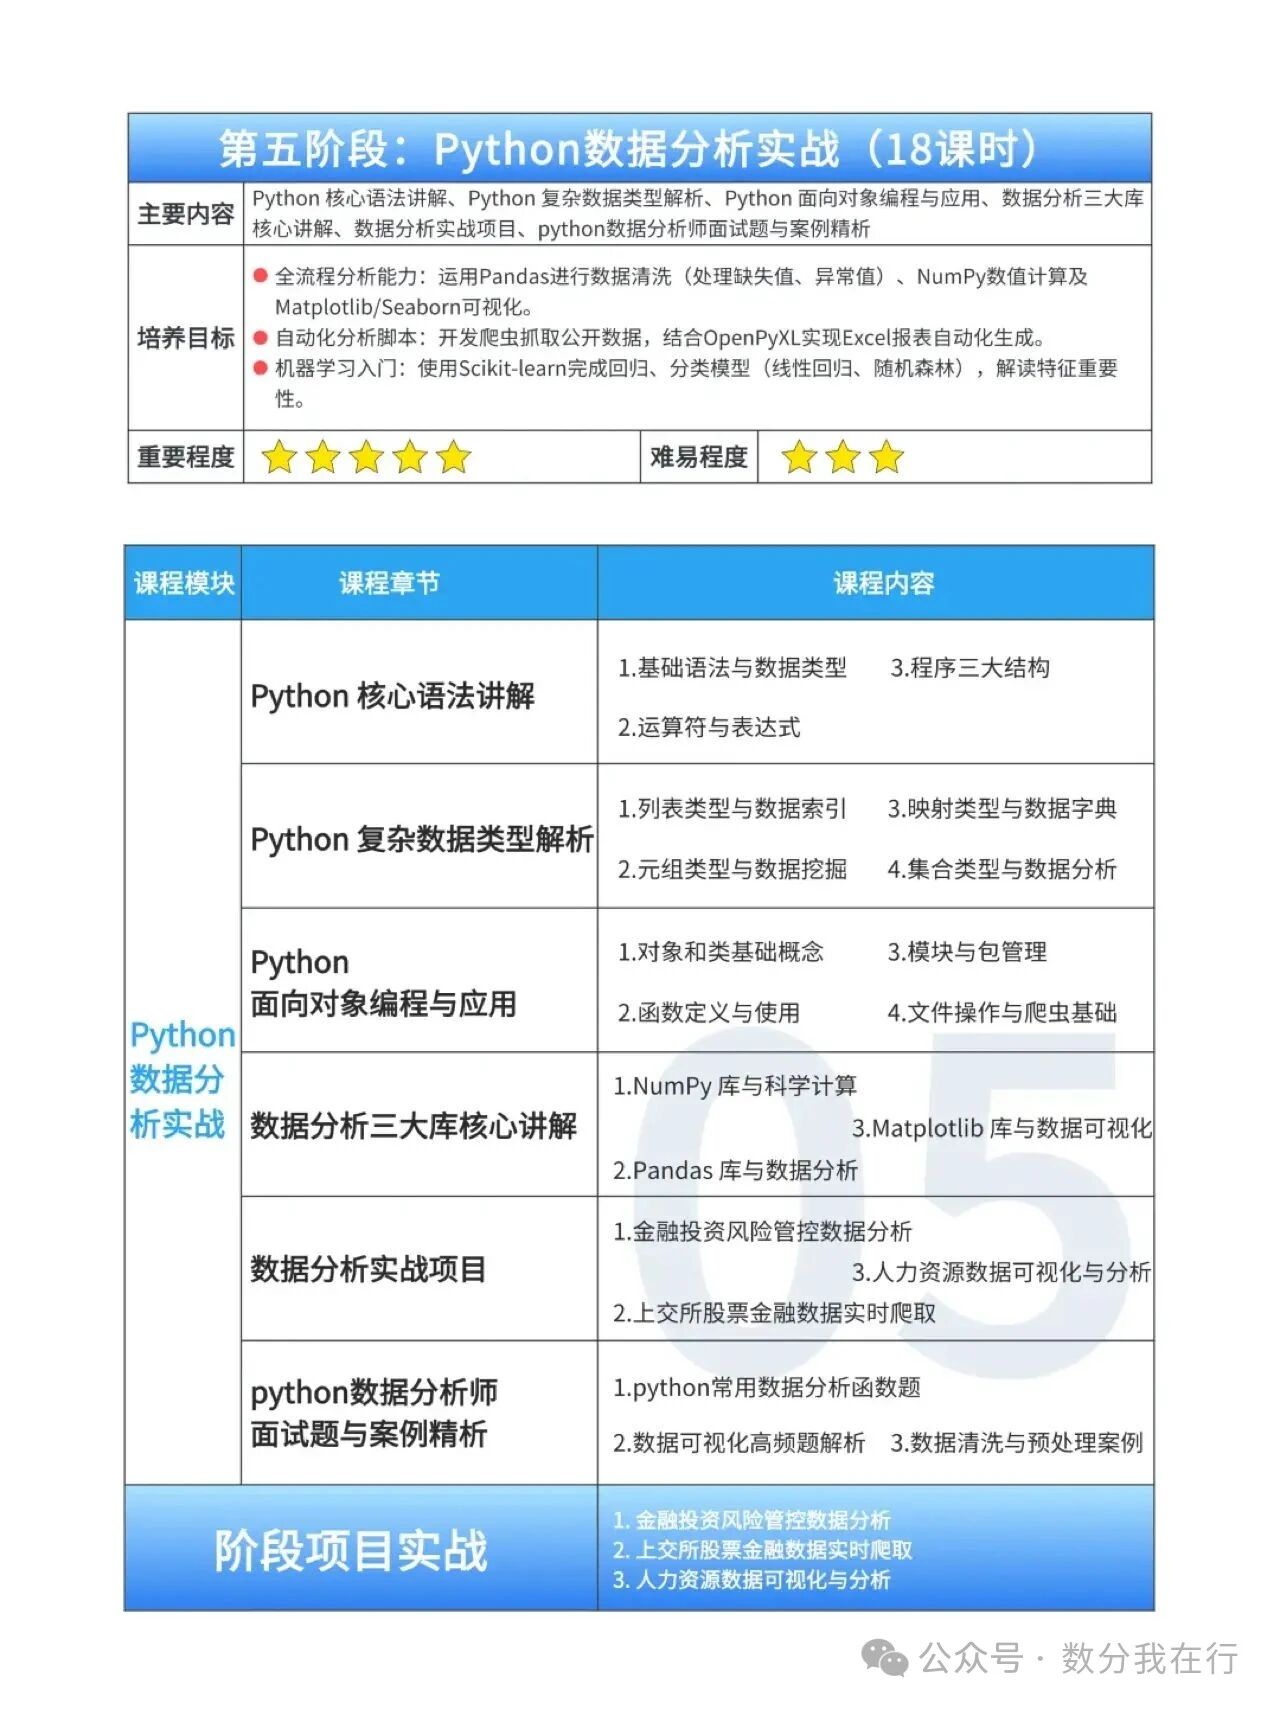 第五阶段：Python数据分析实战（18课时）
主要内容
Python 核心语法讲解、Python 复杂数据类型解析、Python 面向对象编程与应用、数据分析三大库
核心讲解、数据分析实战项目、python数据分析师面试题与案例精析
培养目标
全流程分析能力：运用Pandas进行数据清洗（处理缺失值、异常值）、NumPy数值计算及
Matplotlib/Seaborn可视化。
自动化分析脚本：开发爬虫抓取公开数据，结合OpenPyXL实现Excel报表自动化生成。
机器学习入门：使用Scikit-learn完成回归、分类模型（线性回归、随机森林），解读特征重要
性。
重要程度
难易程度
课程模块 课程章节 课程内容
Python
数据分
析实战
Python 核心语法讲解
1.基础语法与数据类型 3.程序三大结构
2.运算符与表达式
Python 复杂数据类型解析
1.列表类型与数据索引 3.映射类型与数据字典
2.元组类型与数据挖掘 4.集合类型与数据分析
Python
面向对象编程与应用
1.对象和类基础概念 3.模块与包管理
2.函数定义与使用 4.文件操作与爬虫基础
数据分析三大库核心讲解
1.NumPy 库与科学计算
3.Matplotlib 库与数据可视化
2.Pandas 库与数据分析
数据分析实战项目
1.金融投资风险管控数据分析
3.人力资源数据可视化与分析
2.上交所股票金融数据实时爬取
python数据分析师
面试题与案例精析
1.python常用数据分析函数题
2.数据可视化高频题解析 3.数据清洗与预处理案例
05
阶段项目实战
1. 金融投资风险管控数据分析
2. 上交所股票金融数据实时爬取
3. 人力资源数据可视化与分析
公众号 · 数分我在行